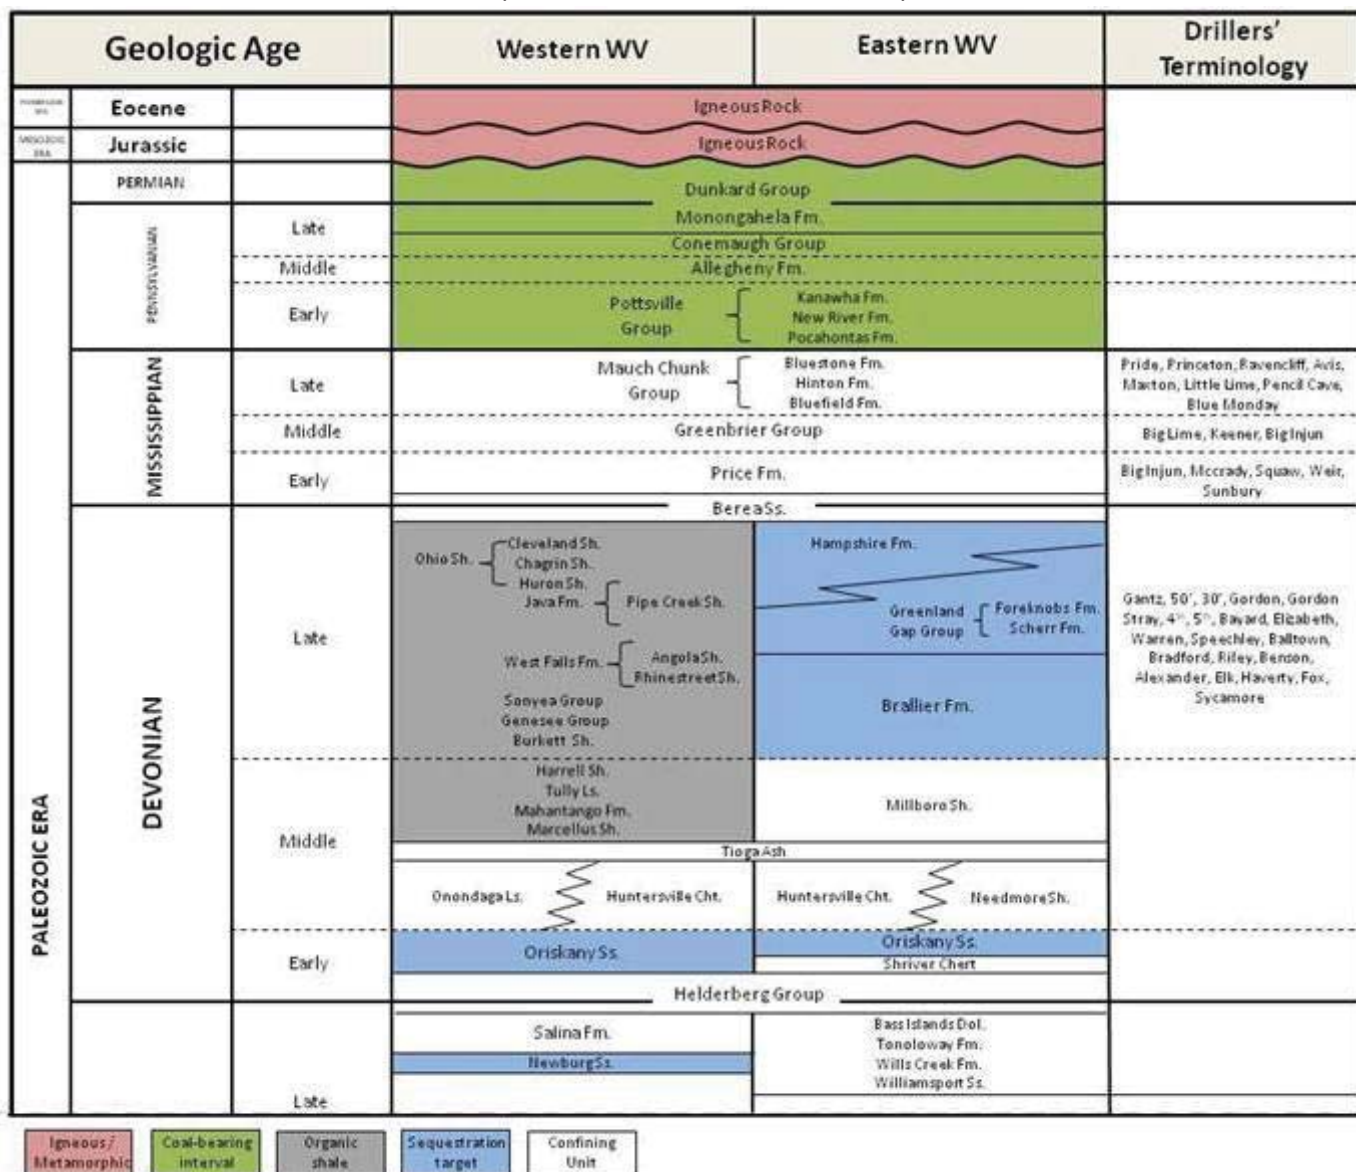 Geologic Age
Western WV
Eastern WV
Drillers'
Terminology
ERA
Eocene
Igneous Rock
MESOZOIC
ERA
Jurassic
Igneous Rock
PALEOZOIC ERA
PERMIAN
Dunkard Group
PENNSYLVANIAN
Late
Monongahela Fm.
Conemaugh Group
Middle
Allegheny Fm.
Early
Pottsville
Group
Kanawha Fm.
New River Fm.
Pocahontas Fm.
MISSISSIPPIAN
Late
Mauch Chunk
Group
Bluestone Fm.
Hinton Fm.
Bluefield Fm.
Pride, Princeton, Ravencliff, Avis,
Maxton, Little Lime, Pencil Cave,
Blue Monday
Middle
Greenbrier Group
Big Lime, Keener, Big Injun
Early
Price Fm.
Big Injun, Mccrady, Squaw, Weir,
Sunbury
Berea Ss.
DEVONIAN
Late
Ohio Sh.
Cleveland Sh.
Chagrin Sh.
Huron Sh.
Java Fm.
Pipe Creek Sh.
West Falls Fm.
Angola Sh.
Rhinestreet Sh.
Sonyea Group
Genesee Group
Burkett Sh.
Hampshire Fm.
Greenland
Gap Group
Foreknobs Fm.
Scherr Fm.
Brallier Fm.
Gantz, 50', 30', Gordon, Gordon
Stray, 4th, 5th, Bayard, Elizabeth,
Warren, Speechley, Balltown,
Bradford, Riley, Benson,
Alexander, Elk, Haverty, Fox,
Sycamore
Middle
Harrell Sh.
Tully Ls.
Mahantango Fm.
Marcellus Sh.
Millboro Sh.
Tioga Ash
Onondaga Ls.
Huntersville Cht.
Huntersville Cht.
Needmore Sh.
Early
Oriskany Ss.
Oriskany Ss.
Shriver Chert
Helderberg Group
Late
Salina Fm.
Newburg Ss.
Bass Islands Dol.
Tonoloway Fm.
Wills Creek Fm.
Williamsport Ss.
Igneous/
Metamorphic
Coal-bearing
interval
Organic
shale
Sequestration
target
Confining
Unit